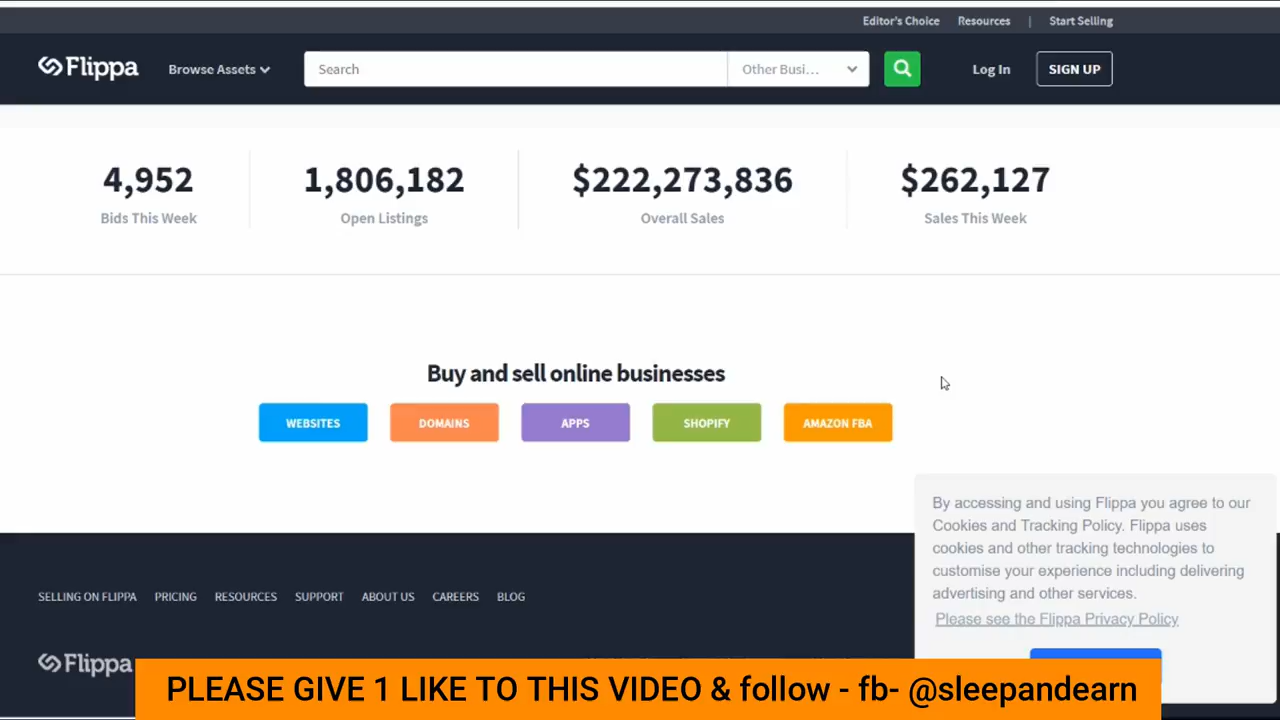 Editor's Choice Resources | Start Selling
Flippa Browse Assets Search Other Busi... Log In SIGN UP
4,952 1,806,182 $222,273,836 $262,127
Bids This Week Open Listings Overall Sales Sales This Week
Buy and sell online businesses
WEBSITES DOMAINS APPS SHOPIFY AMAZON FBA
By accessing and using Flippa you agree to our
Cookies and Tracking Policy. Flippa uses
cookies and other tracking technologies to
customise your experience including delivering
advertising and other services.
Please see the Flippa Privacy Policy
SELLING ON FLIPPA PRICING RESOURCES SUPPORT ABOUT US CAREERS BLOG
Flippa
PLEASE GIVE 1 LIKE TO THIS VIDEO & follow - fb- @sleepandearn